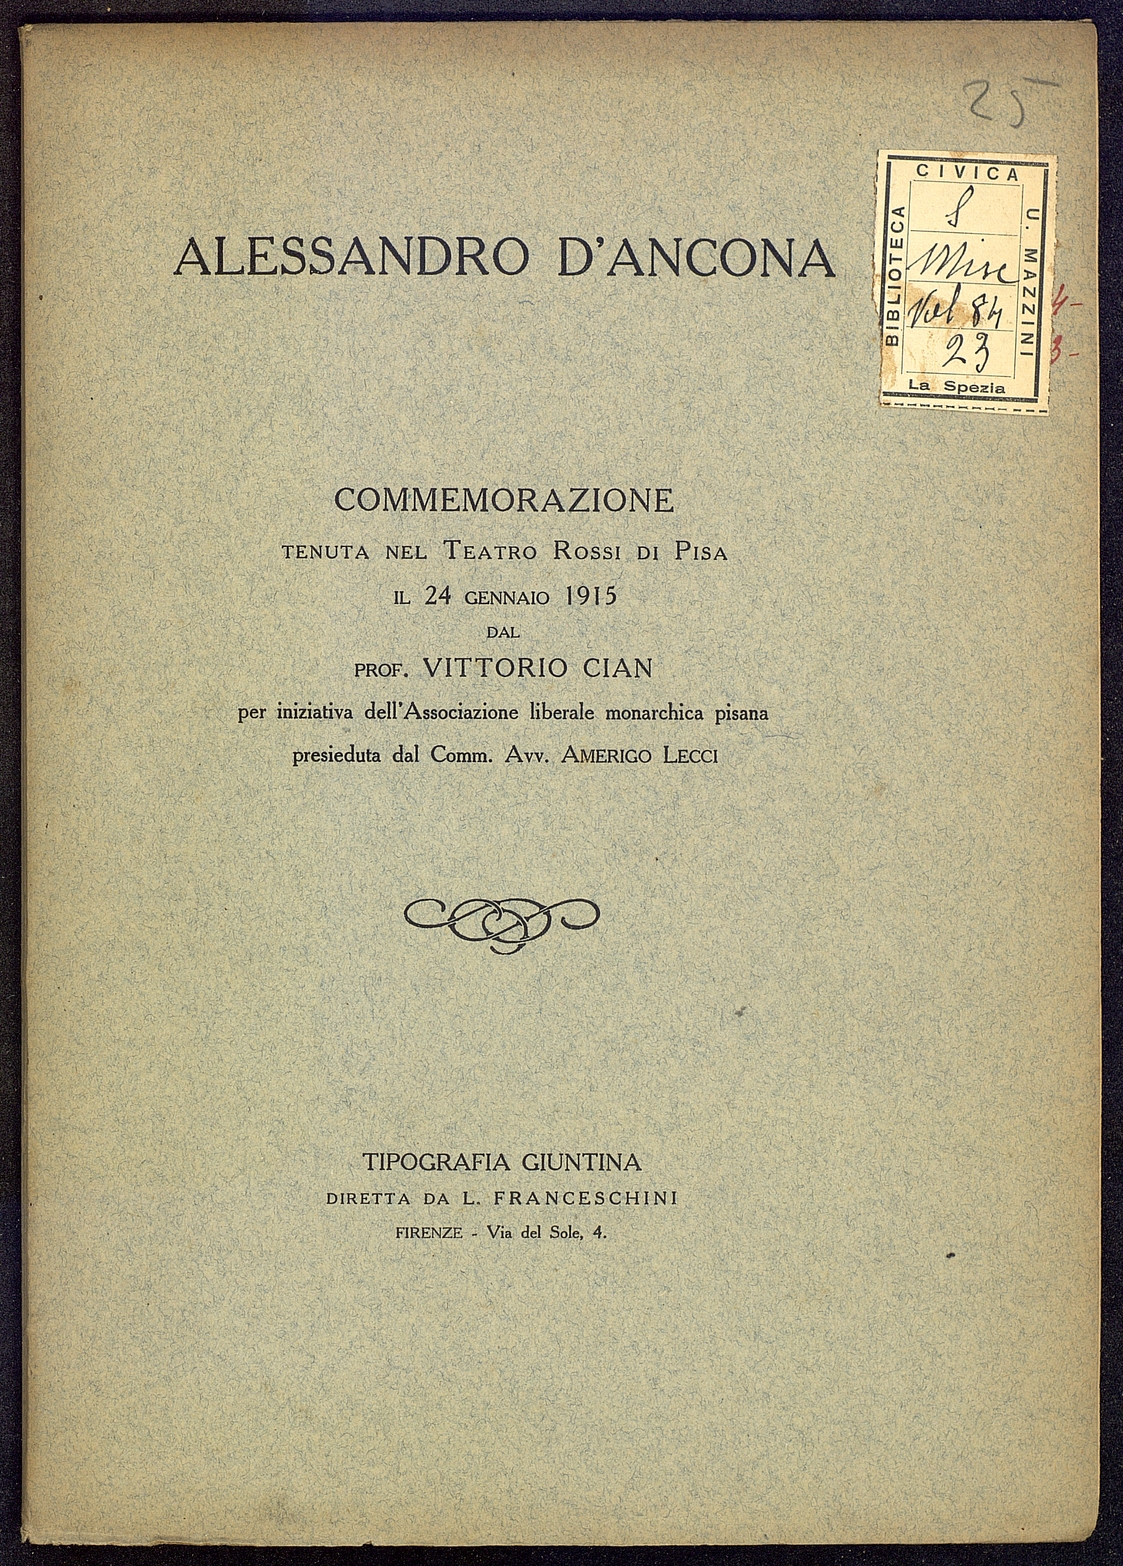 25
CIVICA
BIBLIOTECA
U. MAZZINI
S
Misc
Vol 84
23
La Spezia
4-
3-
ALESSANDRO D'ANCONA
COMMEMORAZIONE
TENUTA NEL TEATRO ROSSI DI PISA
IL 24 GENNAIO 1915
DAL
PROF. VITTORIO CIAN
per iniziativa dell'Associazione liberale monarchica pisana
presieduta dal Comm. Avv. AMERIGO LECCI
TIPOGRAFIA GIUNTINA
DIRETTA DA L. FRANCESCHINI
FIRENZE - Via del Sole, 4.